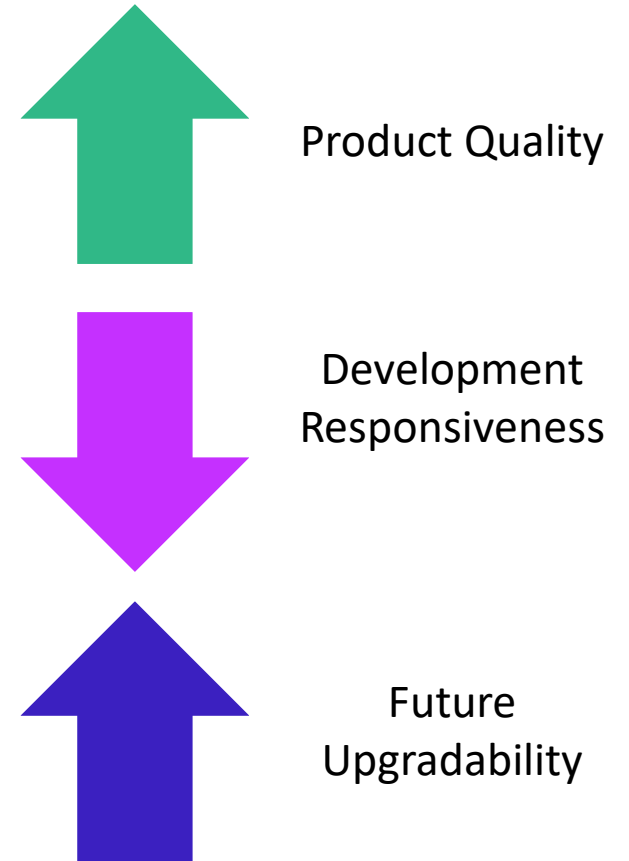 Product Quality
Development
Responsiveness
Future
Upgradability